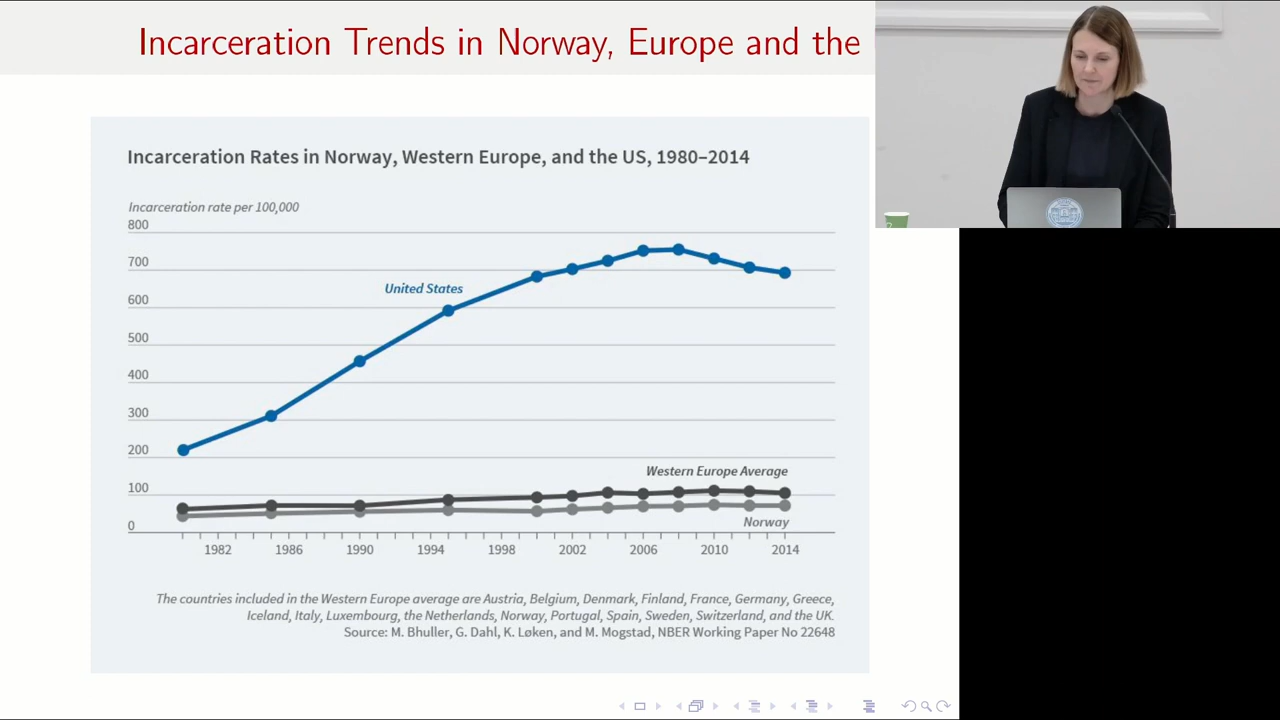 Incarceration Trends in Norway, Europe and the
Incarceration Rates in Norway, Western Europe, and the US, 1980–2014
Incarceration rate per 100,000
800
700
United States
600
500
400
300
200
Western Europe Average
100
Norway
0
1982 1986 1990 1994 1998 2002 2006 2010 2014
The countries included in the Western Europe average are Austria, Belgium, Denmark, Finland, France, Germany, Greece,
Iceland, Italy, Luxembourg, the Netherlands, Norway, Portugal, Spain, Sweden, Switzerland, and the UK.
Source: M. Bhuller, G. Dahl, K. Løken, and M. Mogstad, NBER Working Paper No 22648